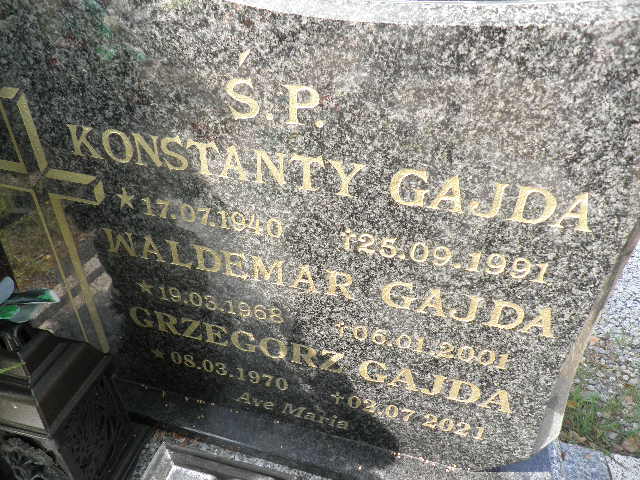 Ś.P.
KONSTANTY GAJDA
★17.07.1940 †25.09.1991
WALDEMAR GAJDA
★19.03.1968 †06.01.2001
GRZEGORZ GAJDA
★08.03.1970 †02.07.2021
Ave Maria